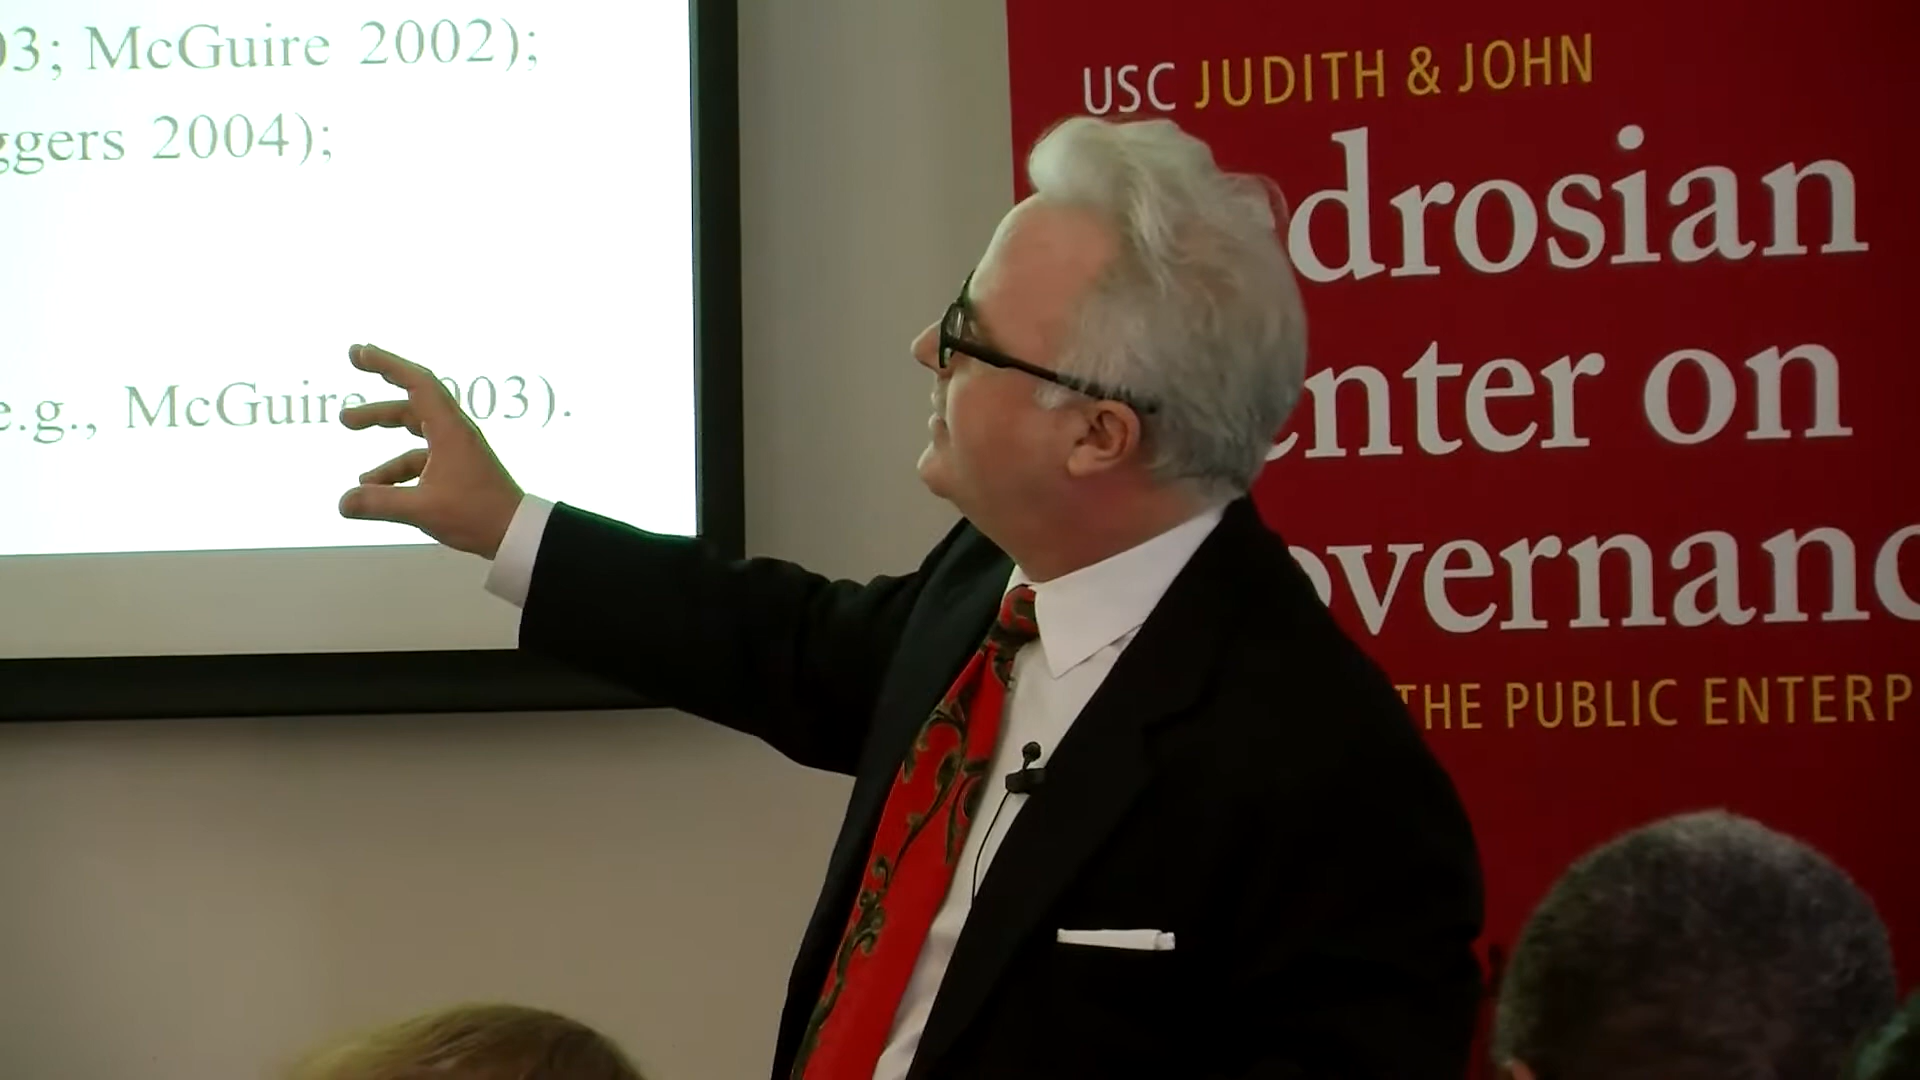 03; McGuire 2002);
ggers 2004);
e.g., McGuire 2003).
USC JUDITH & JOHN
drosian
enter on
overnanc
THE PUBLIC ENTERP